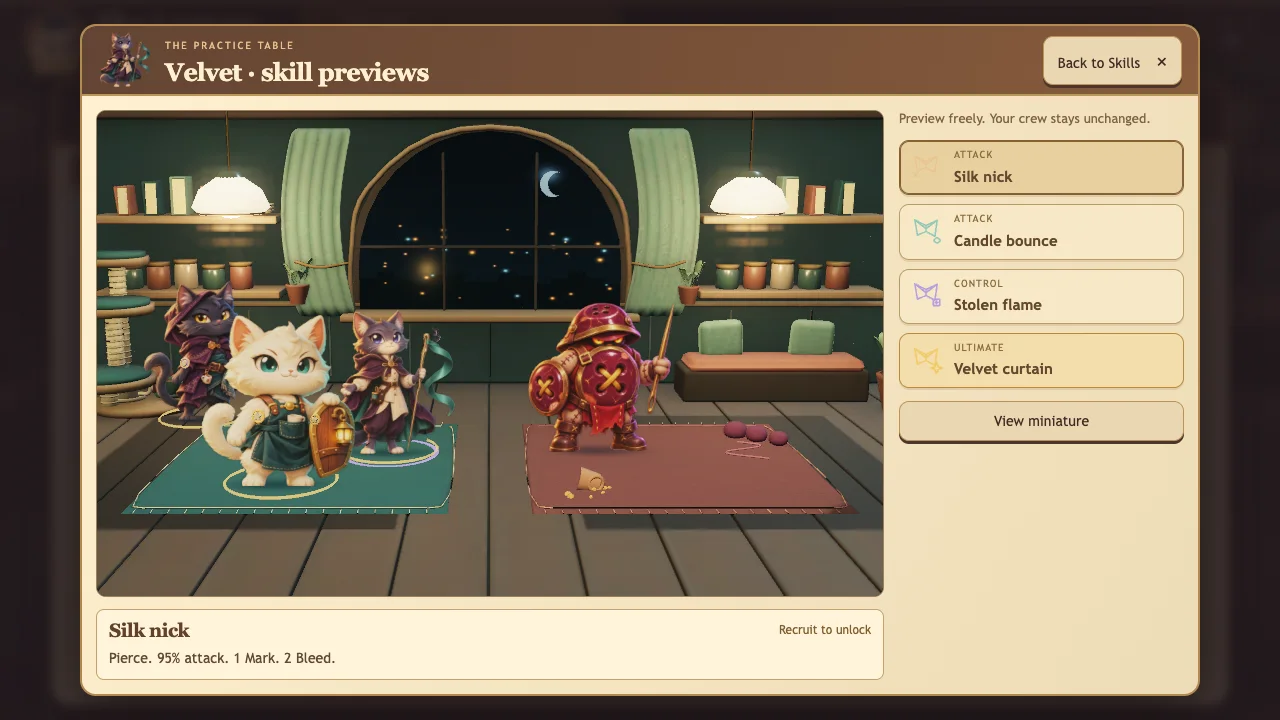 THE PRACTICE TABLE
Velvet · skill previews
Back to Skills ✕
Preview freely. Your crew stays unchanged.
ATTACK
Silk nick
ATTACK
Candle bounce
CONTROL
Stolen flame
ULTIMATE
Velvet curtain
View miniature
Silk nick
Recruit to unlock
Pierce. 95% attack. 1 Mark. 2 Bleed.